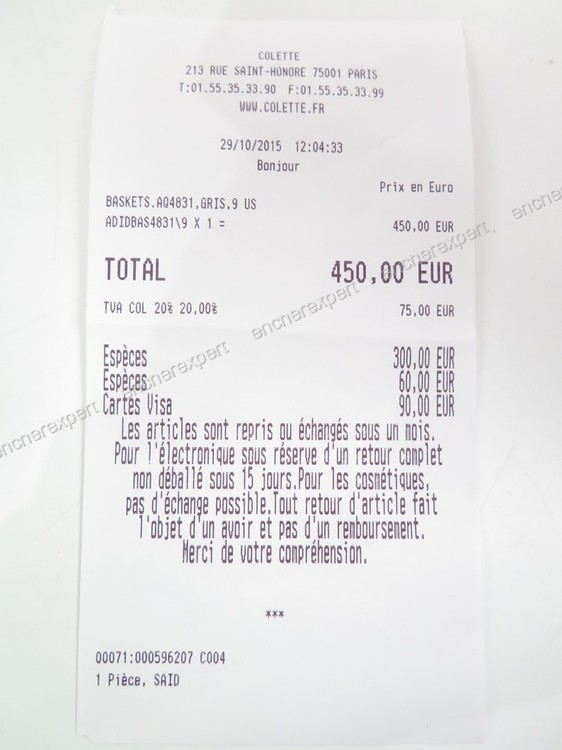 COLETTE
213 RUE SAINT-HONORE 75001 PARIS
T:01.55.35.33.90 F:01.55.35.33.99
WWW.COLETTE.FR
29/10/2015 12:04:33
Bonjour
Prix en Euro
BASKETS.AQ4831,GRIS,9 US
ADIDBAS4831\9 X 1 = 450,00 EUR
TOTAL 450,00 EUR
TVA COL 20% 20,00% 75,00 EUR
Espèces 300,00 EUR
Espèces 60,00 EUR
Cartes Visa 90,00 EUR
Les articles sont repris ou échangés sous un mois.
Pour l'électronique sous réserve d'un retour complet
non déballé sous 15 jours.Pour les cosmétiques,
pas d'échange possible.Tout retour d'article fait
l'objet d'un avoir et pas d'un remboursement.
Merci de votre compréhension.
***
00071:000596207 C004
1 Pièce, SAID
encherexpert encherexpert encherexpert encherexpert